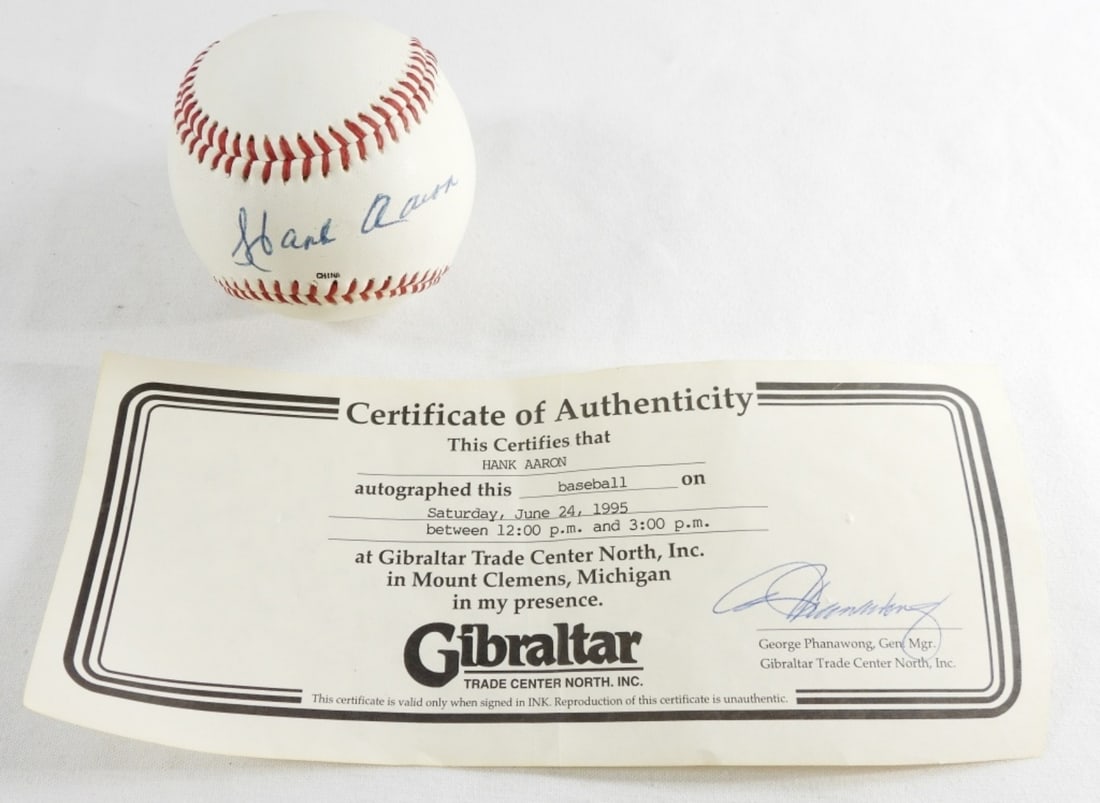 Hank Aaron
CHINA
Certificate of Authenticity
This Certifies that
HANK AARON
autographed this baseball on
Saturday, June 24, 1995
between 12:00 p.m. and 3:00 p.m.
at Gibraltar Trade Center North, Inc.
in Mount Clemens, Michigan
in my presence.
Gibraltar
TRADE CENTER NORTH, INC.
G Phanawong
George Phanawong, Gen. Mgr.
Gibraltar Trade Center North, Inc.
This certificate is valid only when signed in INK. Reproduction of this certificate is unauthentic.